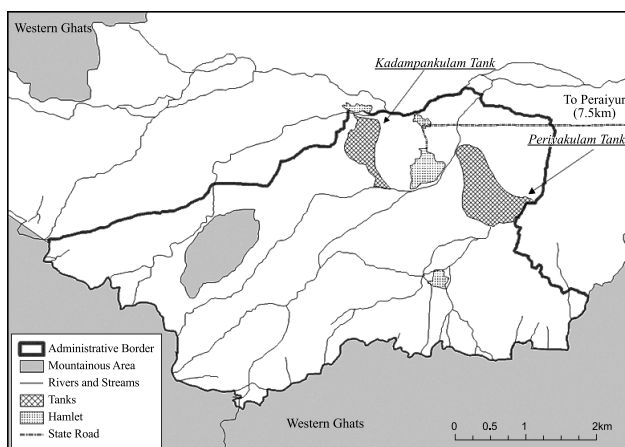 Western Ghats
Kadampankulam Tank
To Peraiyur
(7.5km)
Periyakulam Tank
Administrative Border
Mountainous Area
Rivers and Streams
Tanks
Hamlet
State Road
Western Ghats
0 0.5 1 2km